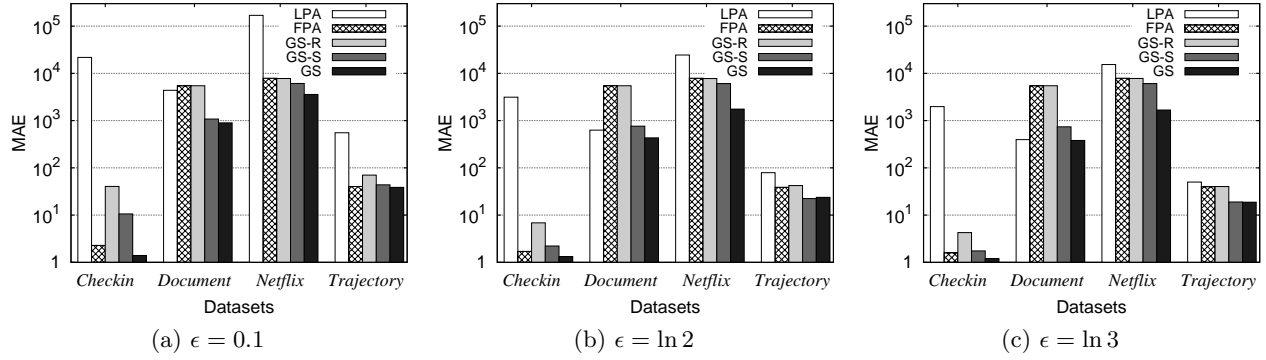 LPA
FPA
GS-R
GS-S
GS
MAE
10^5
10^4
10^3
10^2
10^1
1
Checkin Document Netflix Trajectory
Datasets
(a) ϵ = 0.1
LPA
FPA
GS-R
GS-S
GS
MAE
10^5
10^4
10^3
10^2
10^1
1
Checkin Document Netflix Trajectory
Datasets
(b) ϵ = ln 2
LPA
FPA
GS-R
GS-S
GS
MAE
10^5
10^4
10^3
10^2
10^1
1
Checkin Document Netflix Trajectory
Datasets
(c) ϵ = ln 3